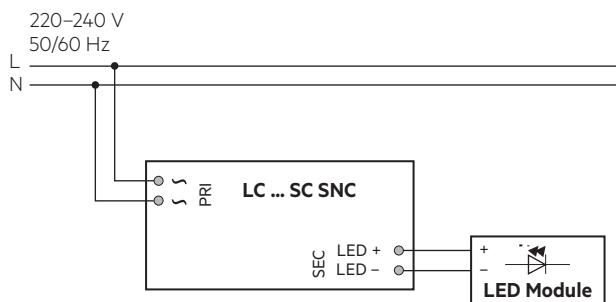 220–240 V
50/60 Hz
L
N
∼ PRI
∼
LC ... SC SNC
SEC
LED +
LED –
+
–
LED Module